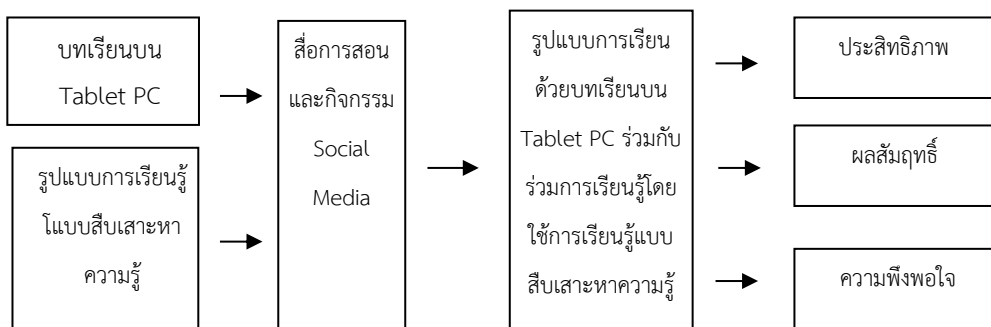 บทเรียนบน
Tablet PC
รูปแบบการเรียนรู้
โแบบสืบเสาะหา
ความรู้
สื่อการสอน
และกิจกรรม
Social
Media
รูปแบบการเรียน
ด้วยบทเรียนบน
Tablet PC ร่วมกับ
ร่วมการเรียนรู้โดย
ใช้การเรียนรู้แบบ
สืบเสาะหาความรู้
ประสิทธิภาพ
ผลสัมฤทธิ์
ความพึงพอใจ